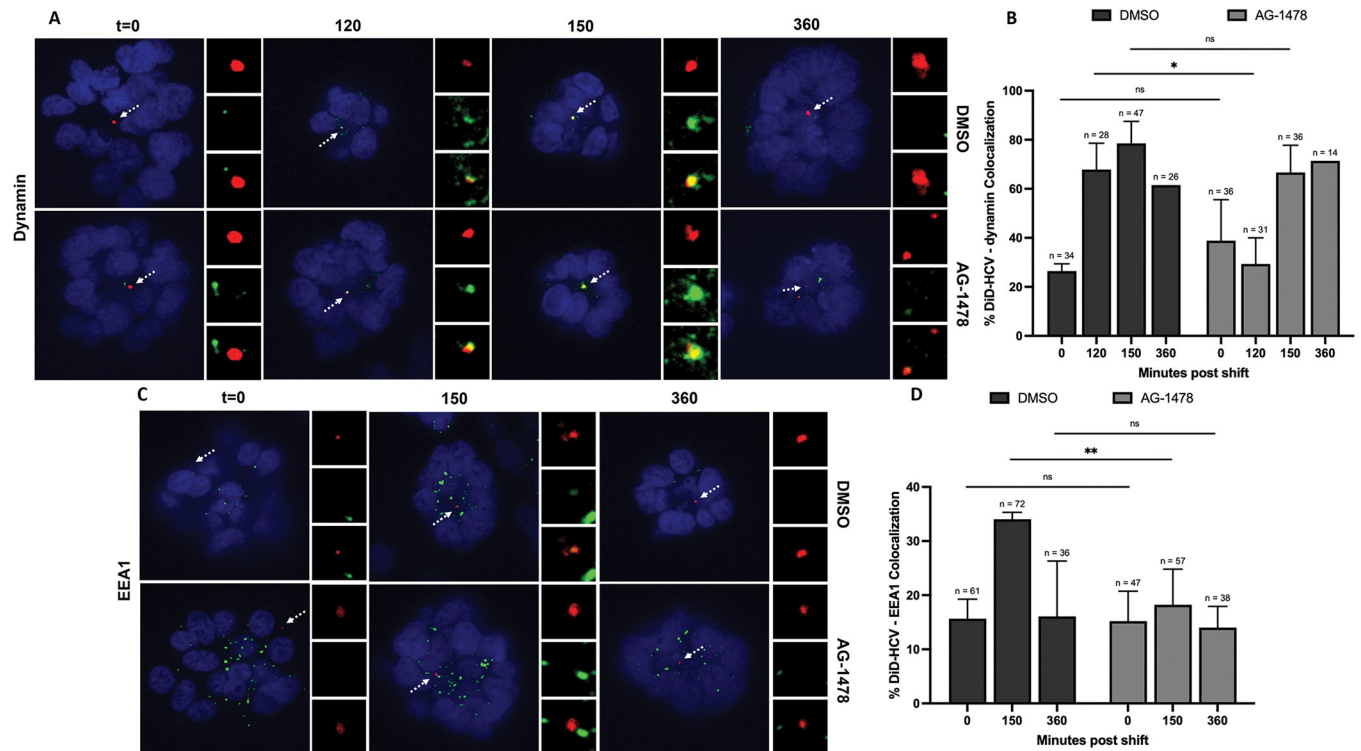 A
t=0 120 150 360
Dynamin
DMSO
AG-1478
B
DMSO AG-1478
ns
*
ns
% DiD-HCV - dynamin Colocalization
100
80
60
40
20
0
n = 34
n = 28
n = 47
n = 26
n = 36
n = 31
n = 36
n = 14
0 120 150 360 0 120 150 360
Minutes post shift
C
t=0 150 360
EEA1
DMSO
AG-1478
D
DMSO AG-1478
ns
**
ns
% DiD-HCV - EEA1 Colocalization
40
30
20
10
0
n = 61
n = 72
n = 36
n = 47
n = 57
n = 38
0 150 360 0 150 360
Minutes post shift